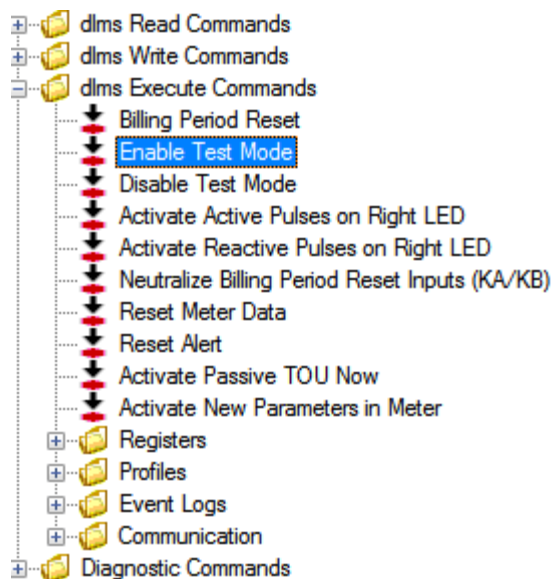 dlms Read Commands
dlms Write Commands
dlms Execute Commands
Billing Period Reset
Enable Test Mode
Disable Test Mode
Activate Active Pulses on Right LED
Activate Reactive Pulses on Right LED
Neutralize Billing Period Reset Inputs (KA/KB)
Reset Meter Data
Reset Alert
Activate Passive TOU Now
Activate New Parameters in Meter
Registers
Profiles
Event Logs
Communication
Diagnostic Commands